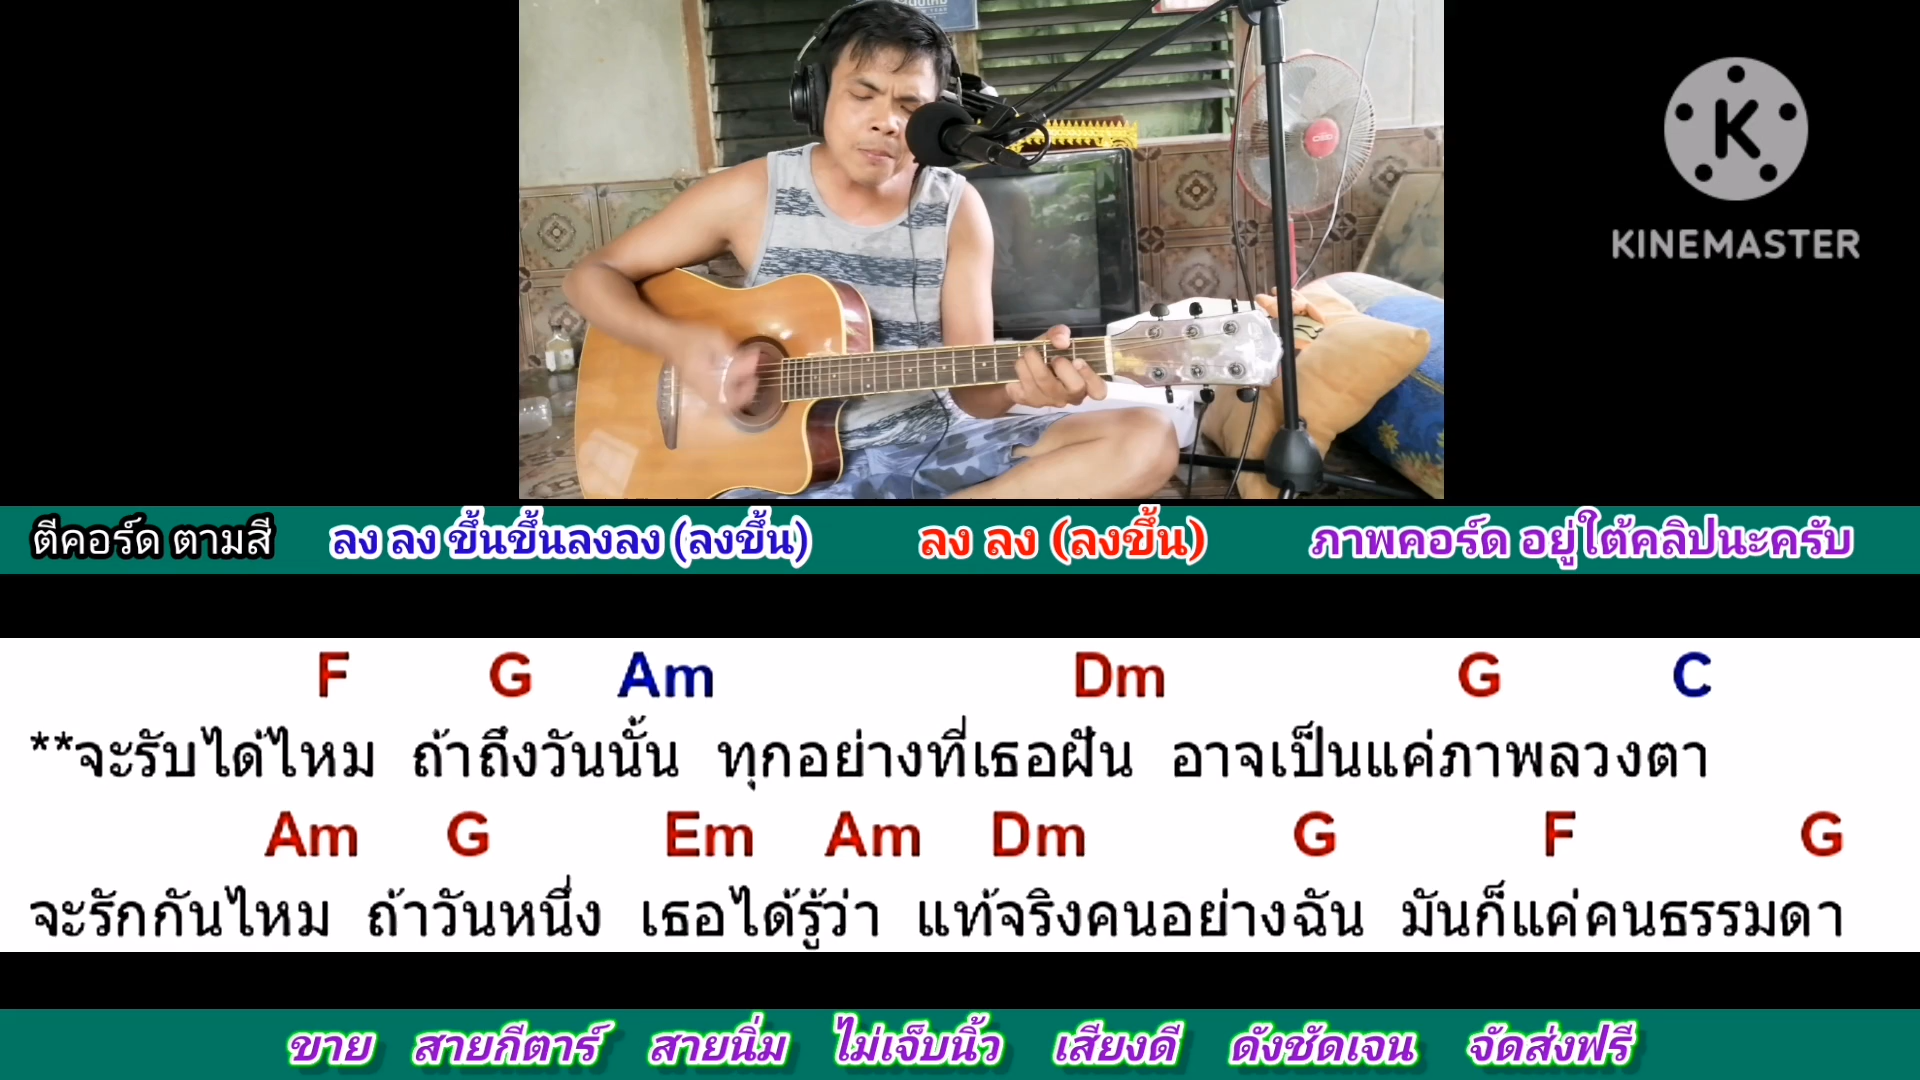 KINEMASTER
ตีคอร์ด ตามสี ลง ลง ขึ้นขึ้นลงลง (ลงขึ้น) ลง ลง (ลงขึ้น) ภาพคอร์ด อยู่ใต้คลิปนะครับ
F G Am Dm G C
**จะรับได้ไหม ถ้าถึงวันนั้น ทุกอย่างที่เธอฝัน อาจเป็นแค่ภาพลวงตา
Am G Em Am Dm G F G
จะรักกันไหม ถ้าวันหนึ่ง เธอได้รู้ว่า แท้จริงคนอย่างฉัน มันก็แค่คนธรรมดา
ขาย สายกีตาร์ สายนิ่ม ไม่เจ็บนิ้ว เสียงดี ดังชัดเจน จัดส่งฟรี